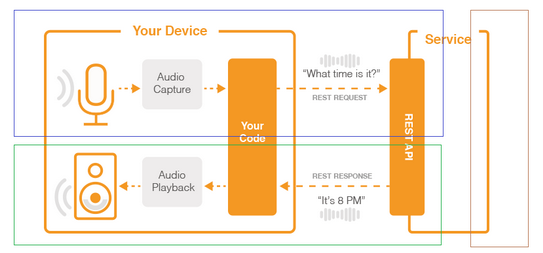 Your Device
Service
Audio
Capture
"What time is it?"
REST REQUEST
Your
Code
REST API
Audio
Playback
REST RESPONSE
"It's 8 PM"